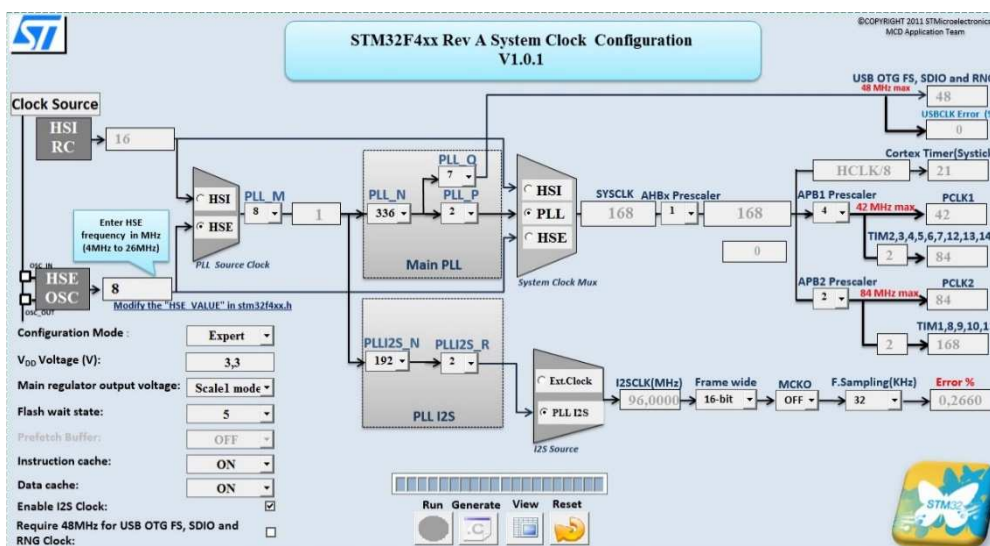 ST
©COPYRIGHT 2011 STMicroelectronics
MCD Application Team
STM32F4xx Rev A System Clock Configuration
V1.0.1
USB OTG FS, SDIO and RNG
48 MHz max
48
USBCLK Error (
0
Clock Source
HSI
RC
16
Cortex Timer(Systick
HCLK/8
21
PLL_Q
7
PLL_M
8
HSI
HSE
PLL Source Clock
1
PLL_N
336
PLL_P
2
Main PLL
HSI
PLL
HSE
System Clock Mux
SYSCLK
168
AHBx Prescaler
1
168
0
APB1 Prescaler
4
42 MHz max
PCLK1
42
TIM2,3,4,5,6,7,12,13,14
2
84
APB2 Prescaler
2
84 MHz max
PCLK2
84
TIM1,8,9,10,1
2
168
Enter HSE
frequency in MHz
(4MHz to 26MHz)
OSC_IN
HSE
OSC
OSC_OUT
8
Modify the "HSE_VALUE" in stm32f4xx.h
Configuration Mode :
Expert
VDD Voltage (V):
3,3
Main regulator output voltage:
Scale1 mode
Flash wait state:
5
Prefetch Buffer:
OFF
Instruction cache:
ON
Data cache:
ON
Enable I2S Clock:
Require 48MHz for USB OTG FS, SDIO and
RNG Clock:
PLLI2S_N
192
PLLI2S_R
2
PLL I2S
Ext.Clock
PLL I2S
I2S Source
I2SCLK(MHz)
96,0000
Frame wide
16-bit
MCKO
OFF
F.Sampling(KHz)
32
Error %
0,2660
Run Generate View Reset
.C
STM32